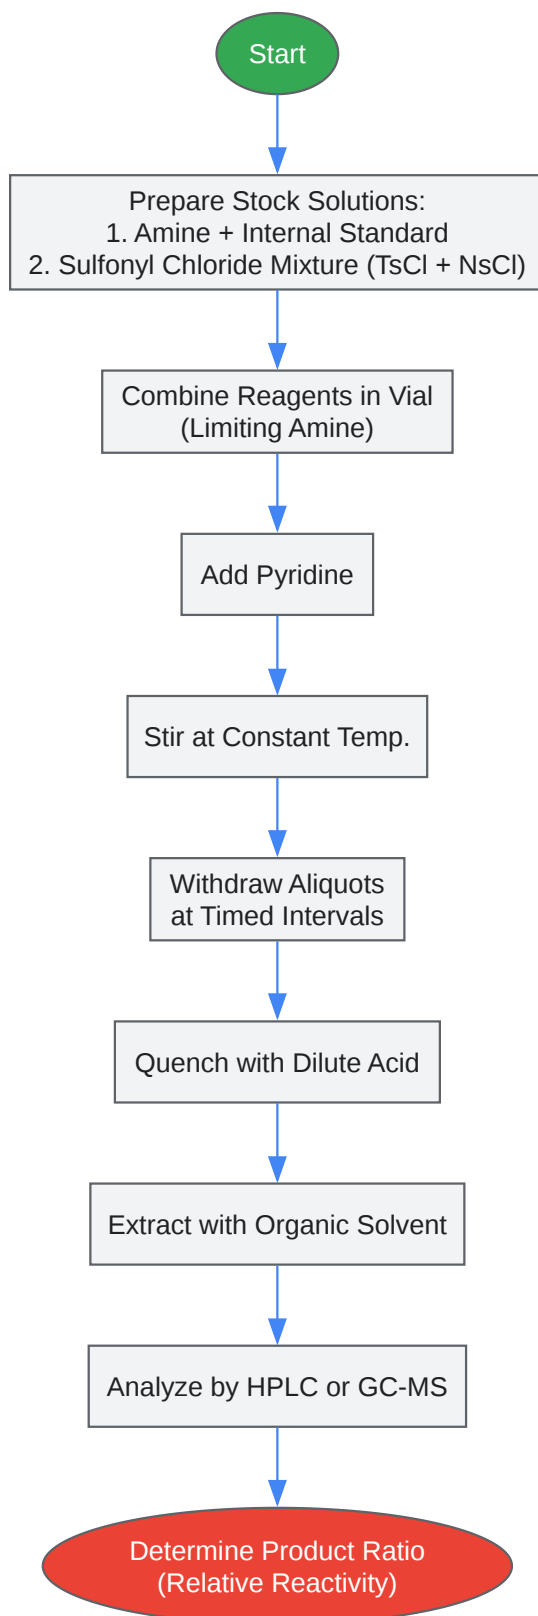 Start
Prepare Stock Solutions:
1. Amine + Internal Standard
2. Sulfonyl Chloride Mixture (TsCl + NsCl)
Combine Reagents in Vial
(Limiting Amine)
Add Pyridine
Stir at Constant Temp.
Withdraw Aliquots
at Timed Intervals
Quench with Dilute Acid
Extract with Organic Solvent
Analyze by HPLC or GC-MS
Determine Product Ratio
(Relative Reactivity)